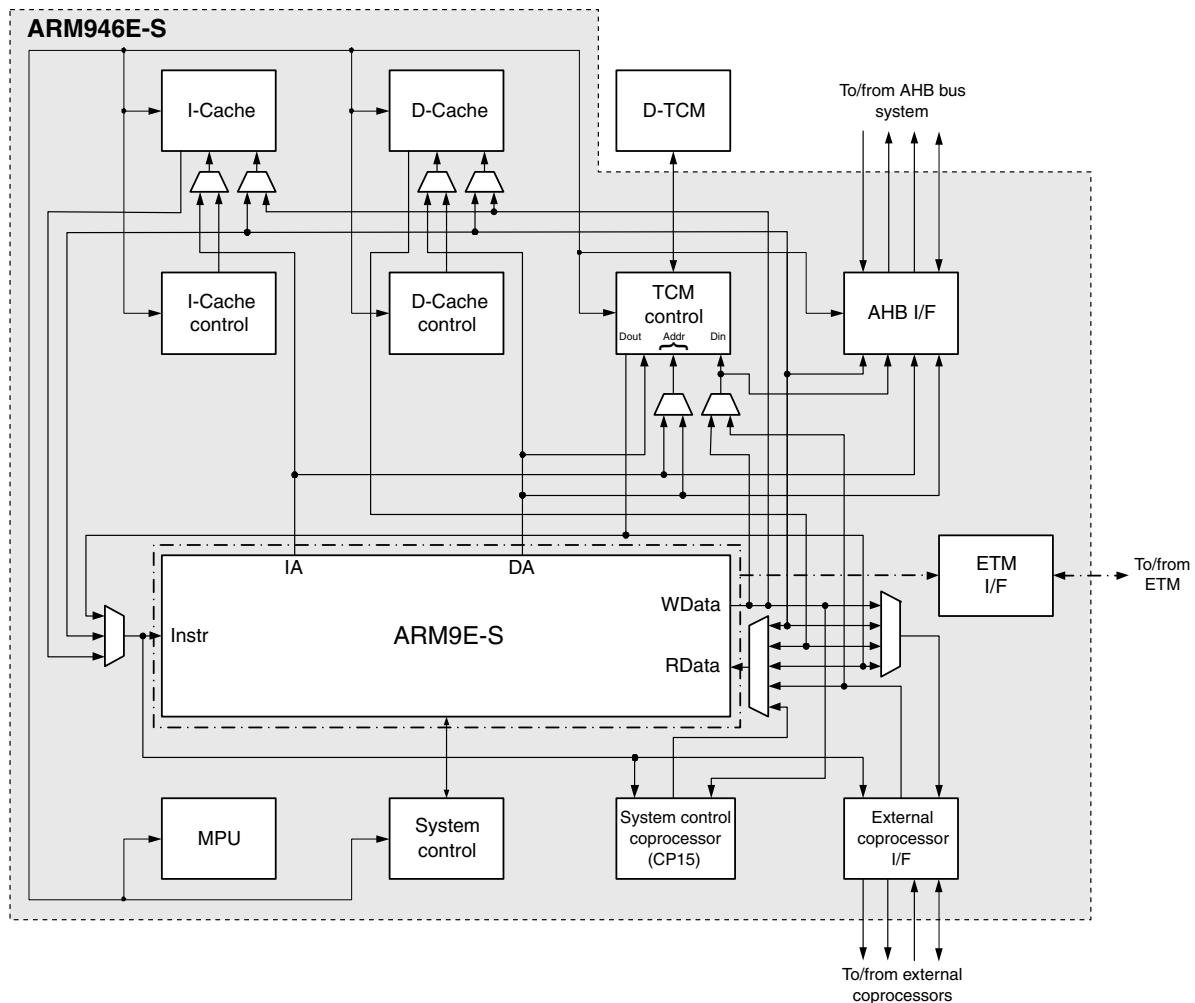 ARM946E-S
I-Cache
D-Cache
D-TCM
To/from AHB bus
system
I-Cache
control
D-Cache
control
TCM
control
Dout
Addr
Din
AHB I/F
IA
DA
ETM
I/F
To/from
ETM
WData
Instr
ARM9E-S
RData
MPU
System
control
System control
coprocessor
(CP15)
External
coprocessor
I/F
To/from external
coprocessors